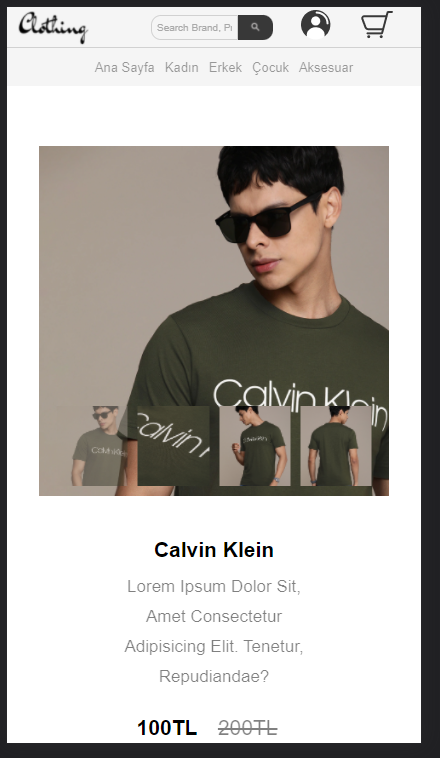 Clothing
Search Brand, Pr
Ana Sayfa Kadın Erkek Çocuk Aksesuar
Calvin Klein
Calvin Klein
Lorem Ipsum Dolor Sit,
Amet Consectetur
Adipisicing Elit. Tenetur,
Repudiandae?
100TL 200TL